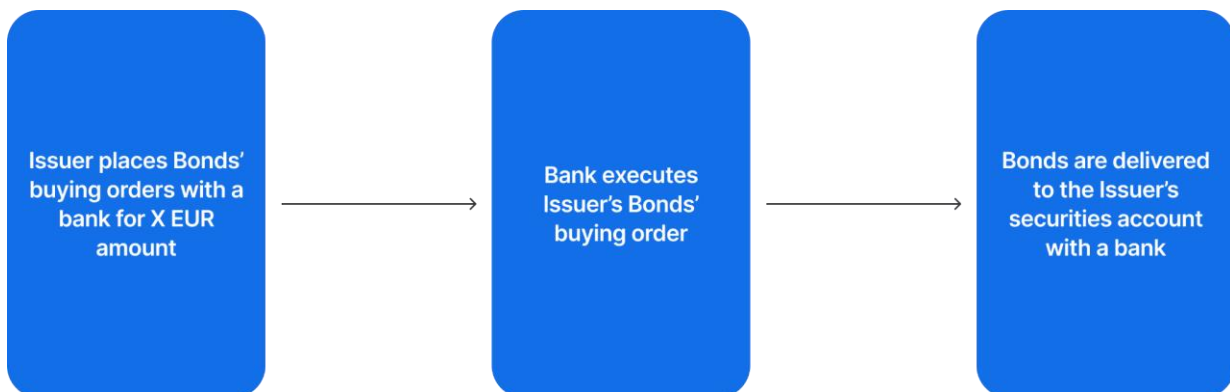 Issuer places Bonds’
buying orders with a
bank for X EUR
amount
Bank executes
Issuer’s Bonds’
buying order
Bonds are delivered
to the Issuer’s
securities account
with a bank